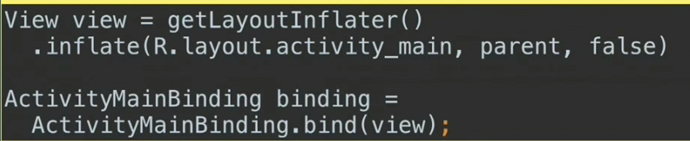 View view = getLayoutInflater()
.inflate(R.layout.activity_main, parent, false)
ActivityMainBinding binding =
ActivityMainBinding.bind(view);